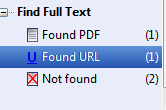 Find Full Text
Found PDF (1)
U Found URL (1)
Not found (2)